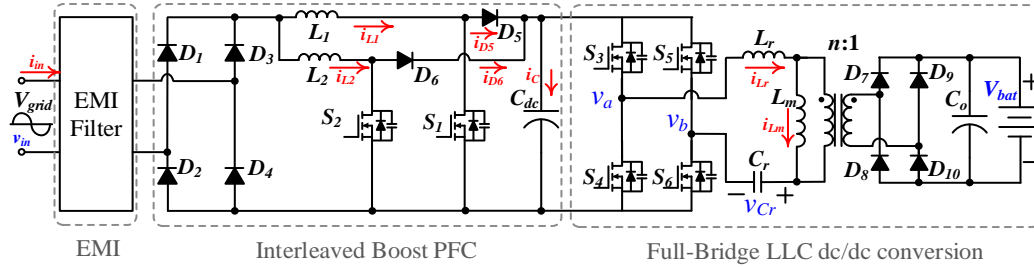 i_in
V_grid
v_in
EMI
Filter
D_1
D_3
D_2
D_4
L_1
i_L1
L_2
i_L2
D_5
i_D5
D_6
i_D6
S_2
S_1
i_C
C_dc
S_3
S_5
v_a
v_b
S_4
S_6
L_r
i_Lr
n:1
L_m
i_Lm
C_r
− v_Cr +
D_7
D_9
D_8
D_10
C_o
V_bat
+
−
EMI
Interleaved Boost PFC
Full-Bridge LLC dc/dc conversion